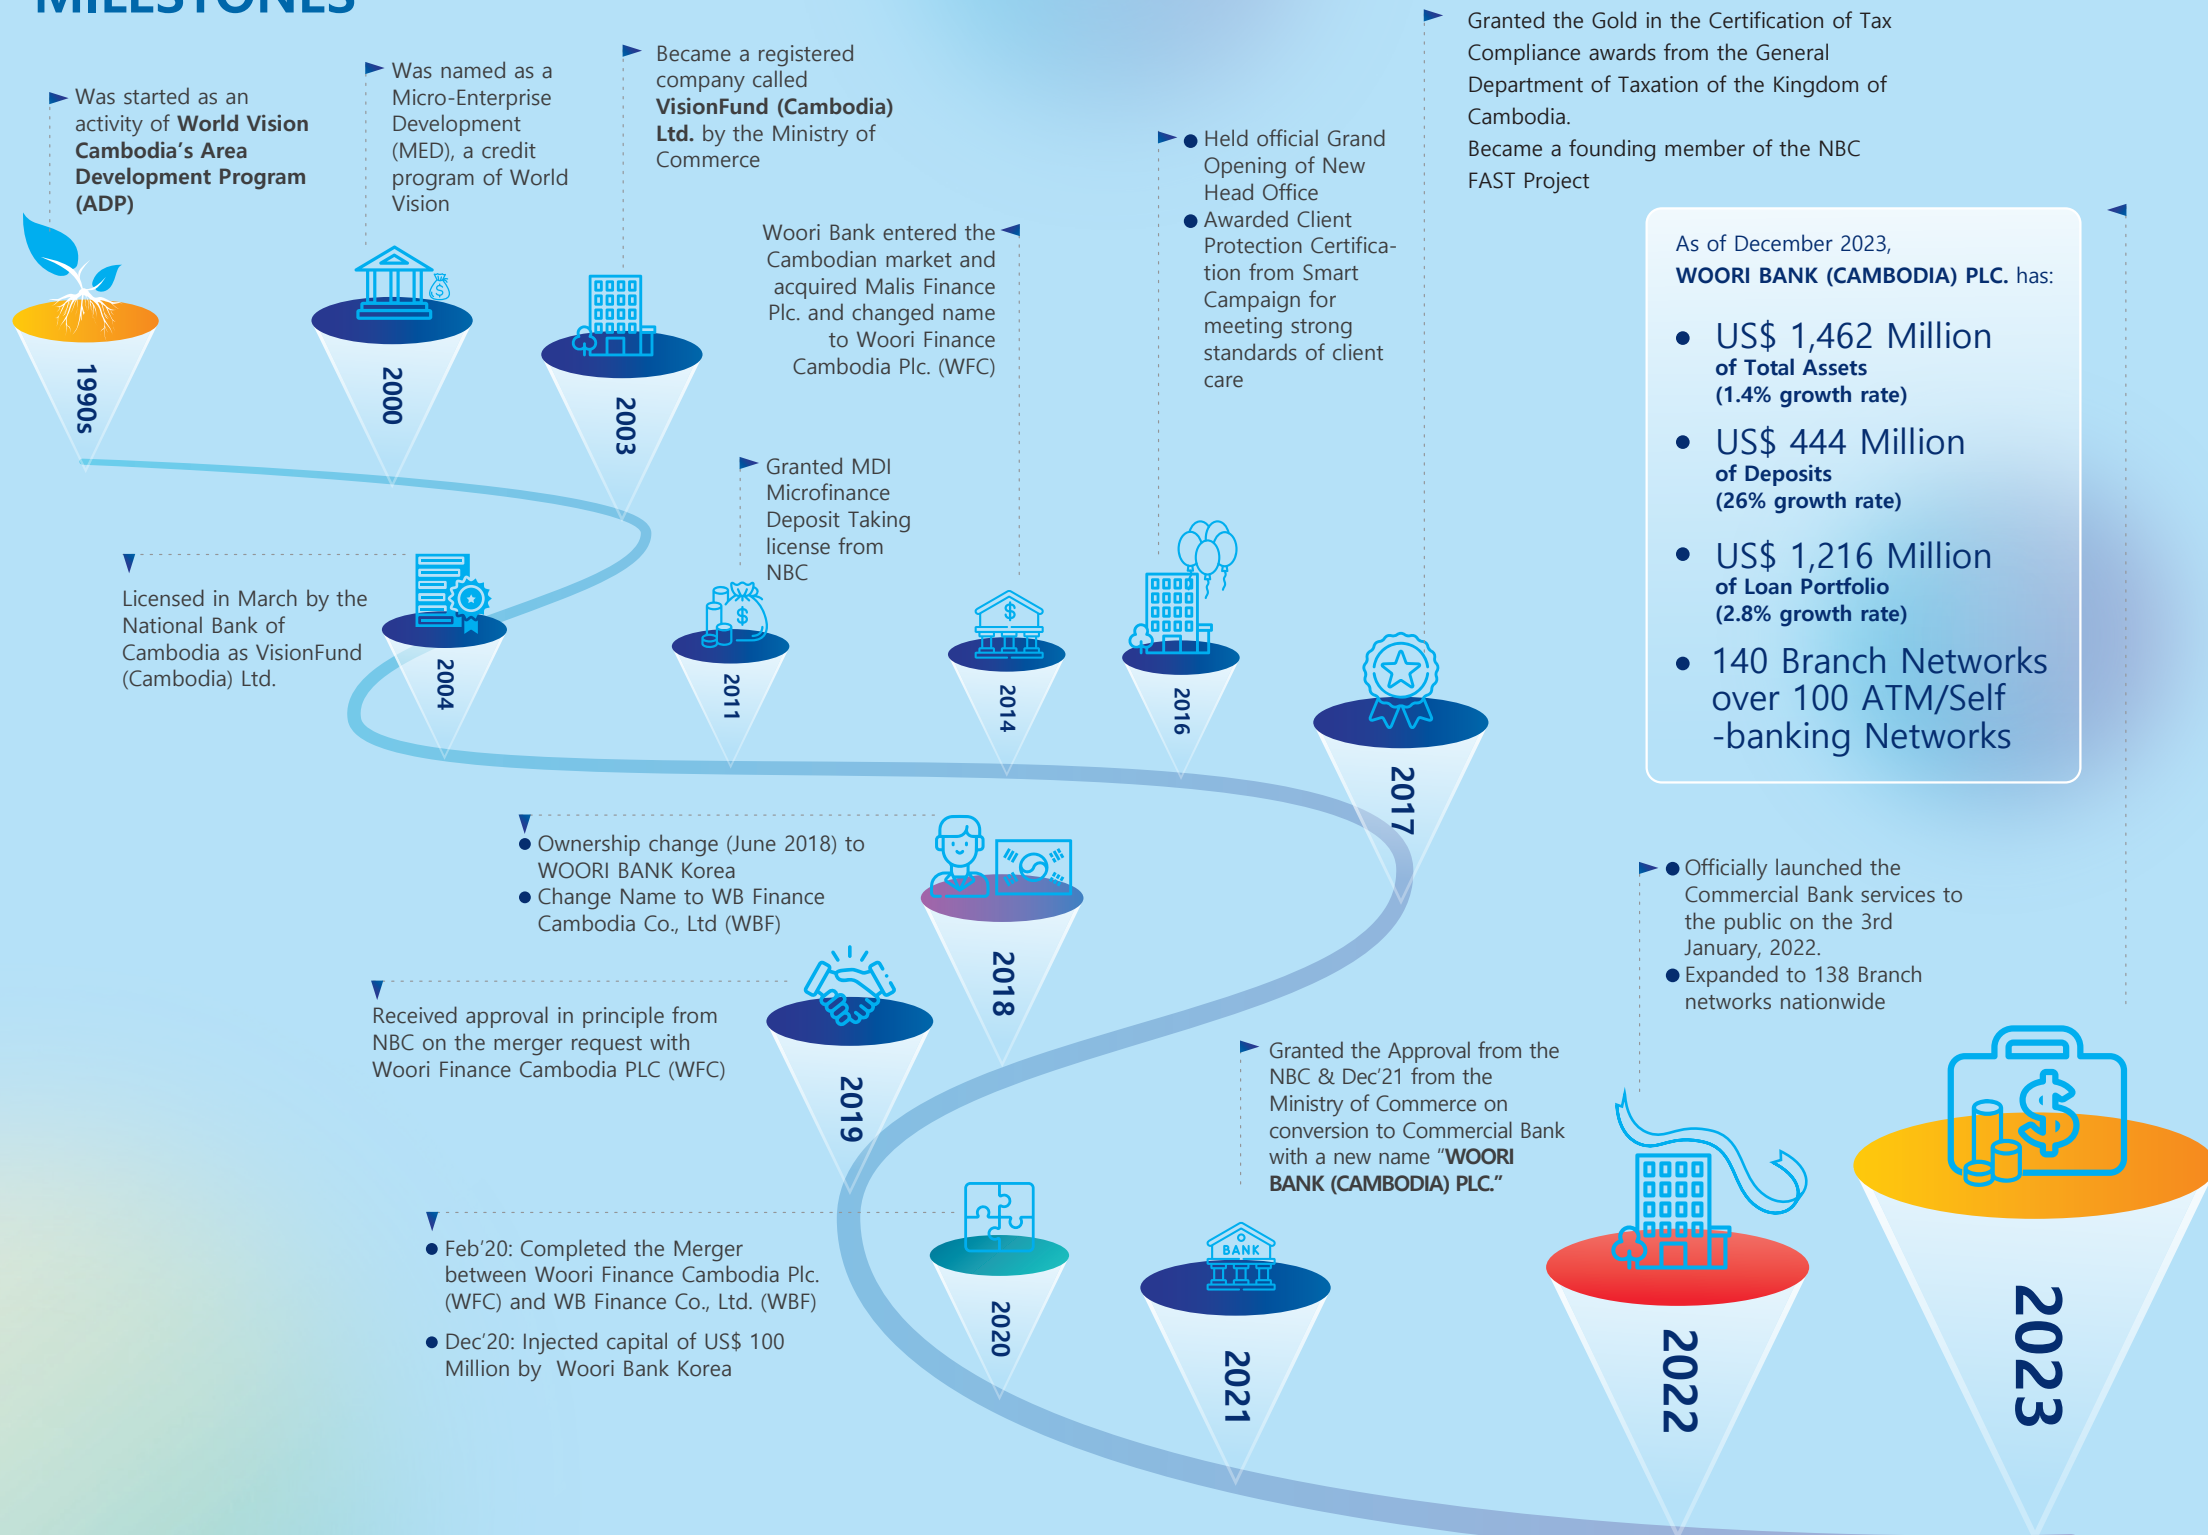 MILESTONES
Was started as an
activity of World Vision
Cambodia's Area
Development Program
(ADP)
1990s
Was named as a
Micro-Enterprise
Development
(MED), a credit
program of World
Vision
2000
Became a registered
company called
VisionFund (Cambodia)
Ltd. by the Ministry of
Commerce
2003
Licensed in March by the
National Bank of
Cambodia as VisionFund
(Cambodia) Ltd.
2004
Granted MDI
Microfinance
Deposit Taking
license from
NBC
2011
Woori Bank entered the
Cambodian market and
acquired Malis Finance
Plc. and changed name
to Woori Finance
Cambodia Plc. (WFC)
2014
Held official Grand
Opening of New
Head Office
Awarded Client
Protection Certifica-
tion from Smart
Campaign for
meeting strong
standards of client
care
2016
Granted the Gold in the Certification of Tax
Compliance awards from the General
Department of Taxation of the Kingdom of
Cambodia.
Became a founding member of the NBC
FAST Project
2017
Ownership change (June 2018) to
WOORI BANK Korea
Change Name to WB Finance
Cambodia Co., Ltd (WBF)
2018
Received approval in principle from
NBC on the merger request with
Woori Finance Cambodia PLC (WFC)
2019
Feb'20: Completed the Merger
between Woori Finance Cambodia Plc.
(WFC) and WB Finance Co., Ltd. (WBF)
Dec'20: Injected capital of US$ 100
Million by Woori Bank Korea
2020
Granted the Approval from the
NBC & Dec'21 from the
Ministry of Commerce on
conversion to Commercial Bank
with a new name "WOORI
BANK (CAMBODIA) PLC."
BANK
2021
Officially launched the
Commercial Bank services to
the public on the 3rd
January, 2022.
Expanded to 138 Branch
networks nationwide
2022
As of December 2023,
WOORI BANK (CAMBODIA) PLC. has:
US$ 1,462 Million
of Total Assets
(1.4% growth rate)
US$ 444 Million
of Deposits
(26% growth rate)
US$ 1,216 Million
of Loan Portfolio
(2.8% growth rate)
140 Branch Networks
over 100 ATM/Self
-banking Networks
2023